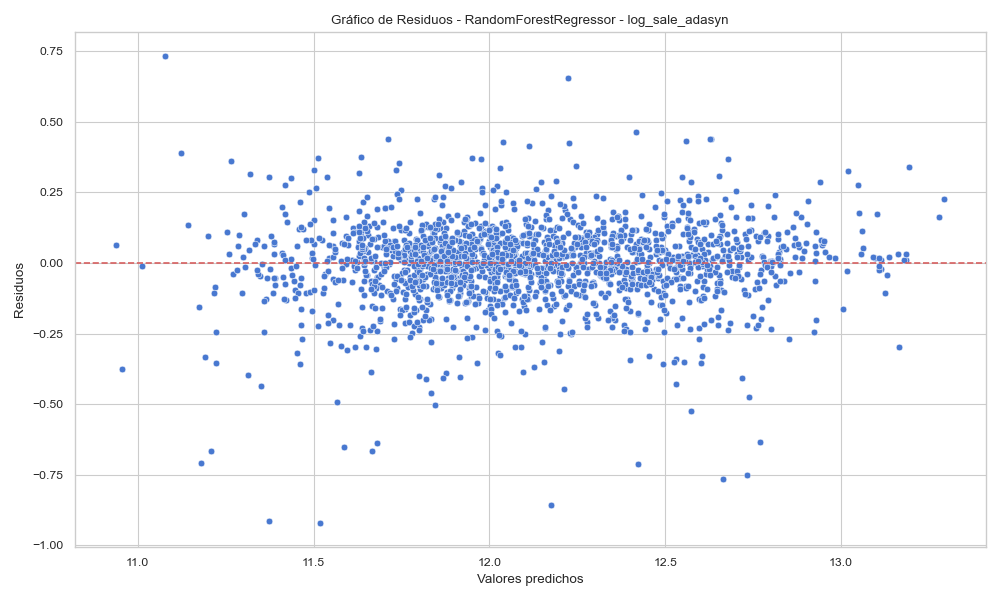 Gráfico de Residuos - RandomForestRegressor - log_sale_adasyn
0.75
0.50
0.25
0.00
−0.25
−0.50
−0.75
−1.00
Residuos
11.0 11.5 12.0 12.5 13.0
Valores predichos